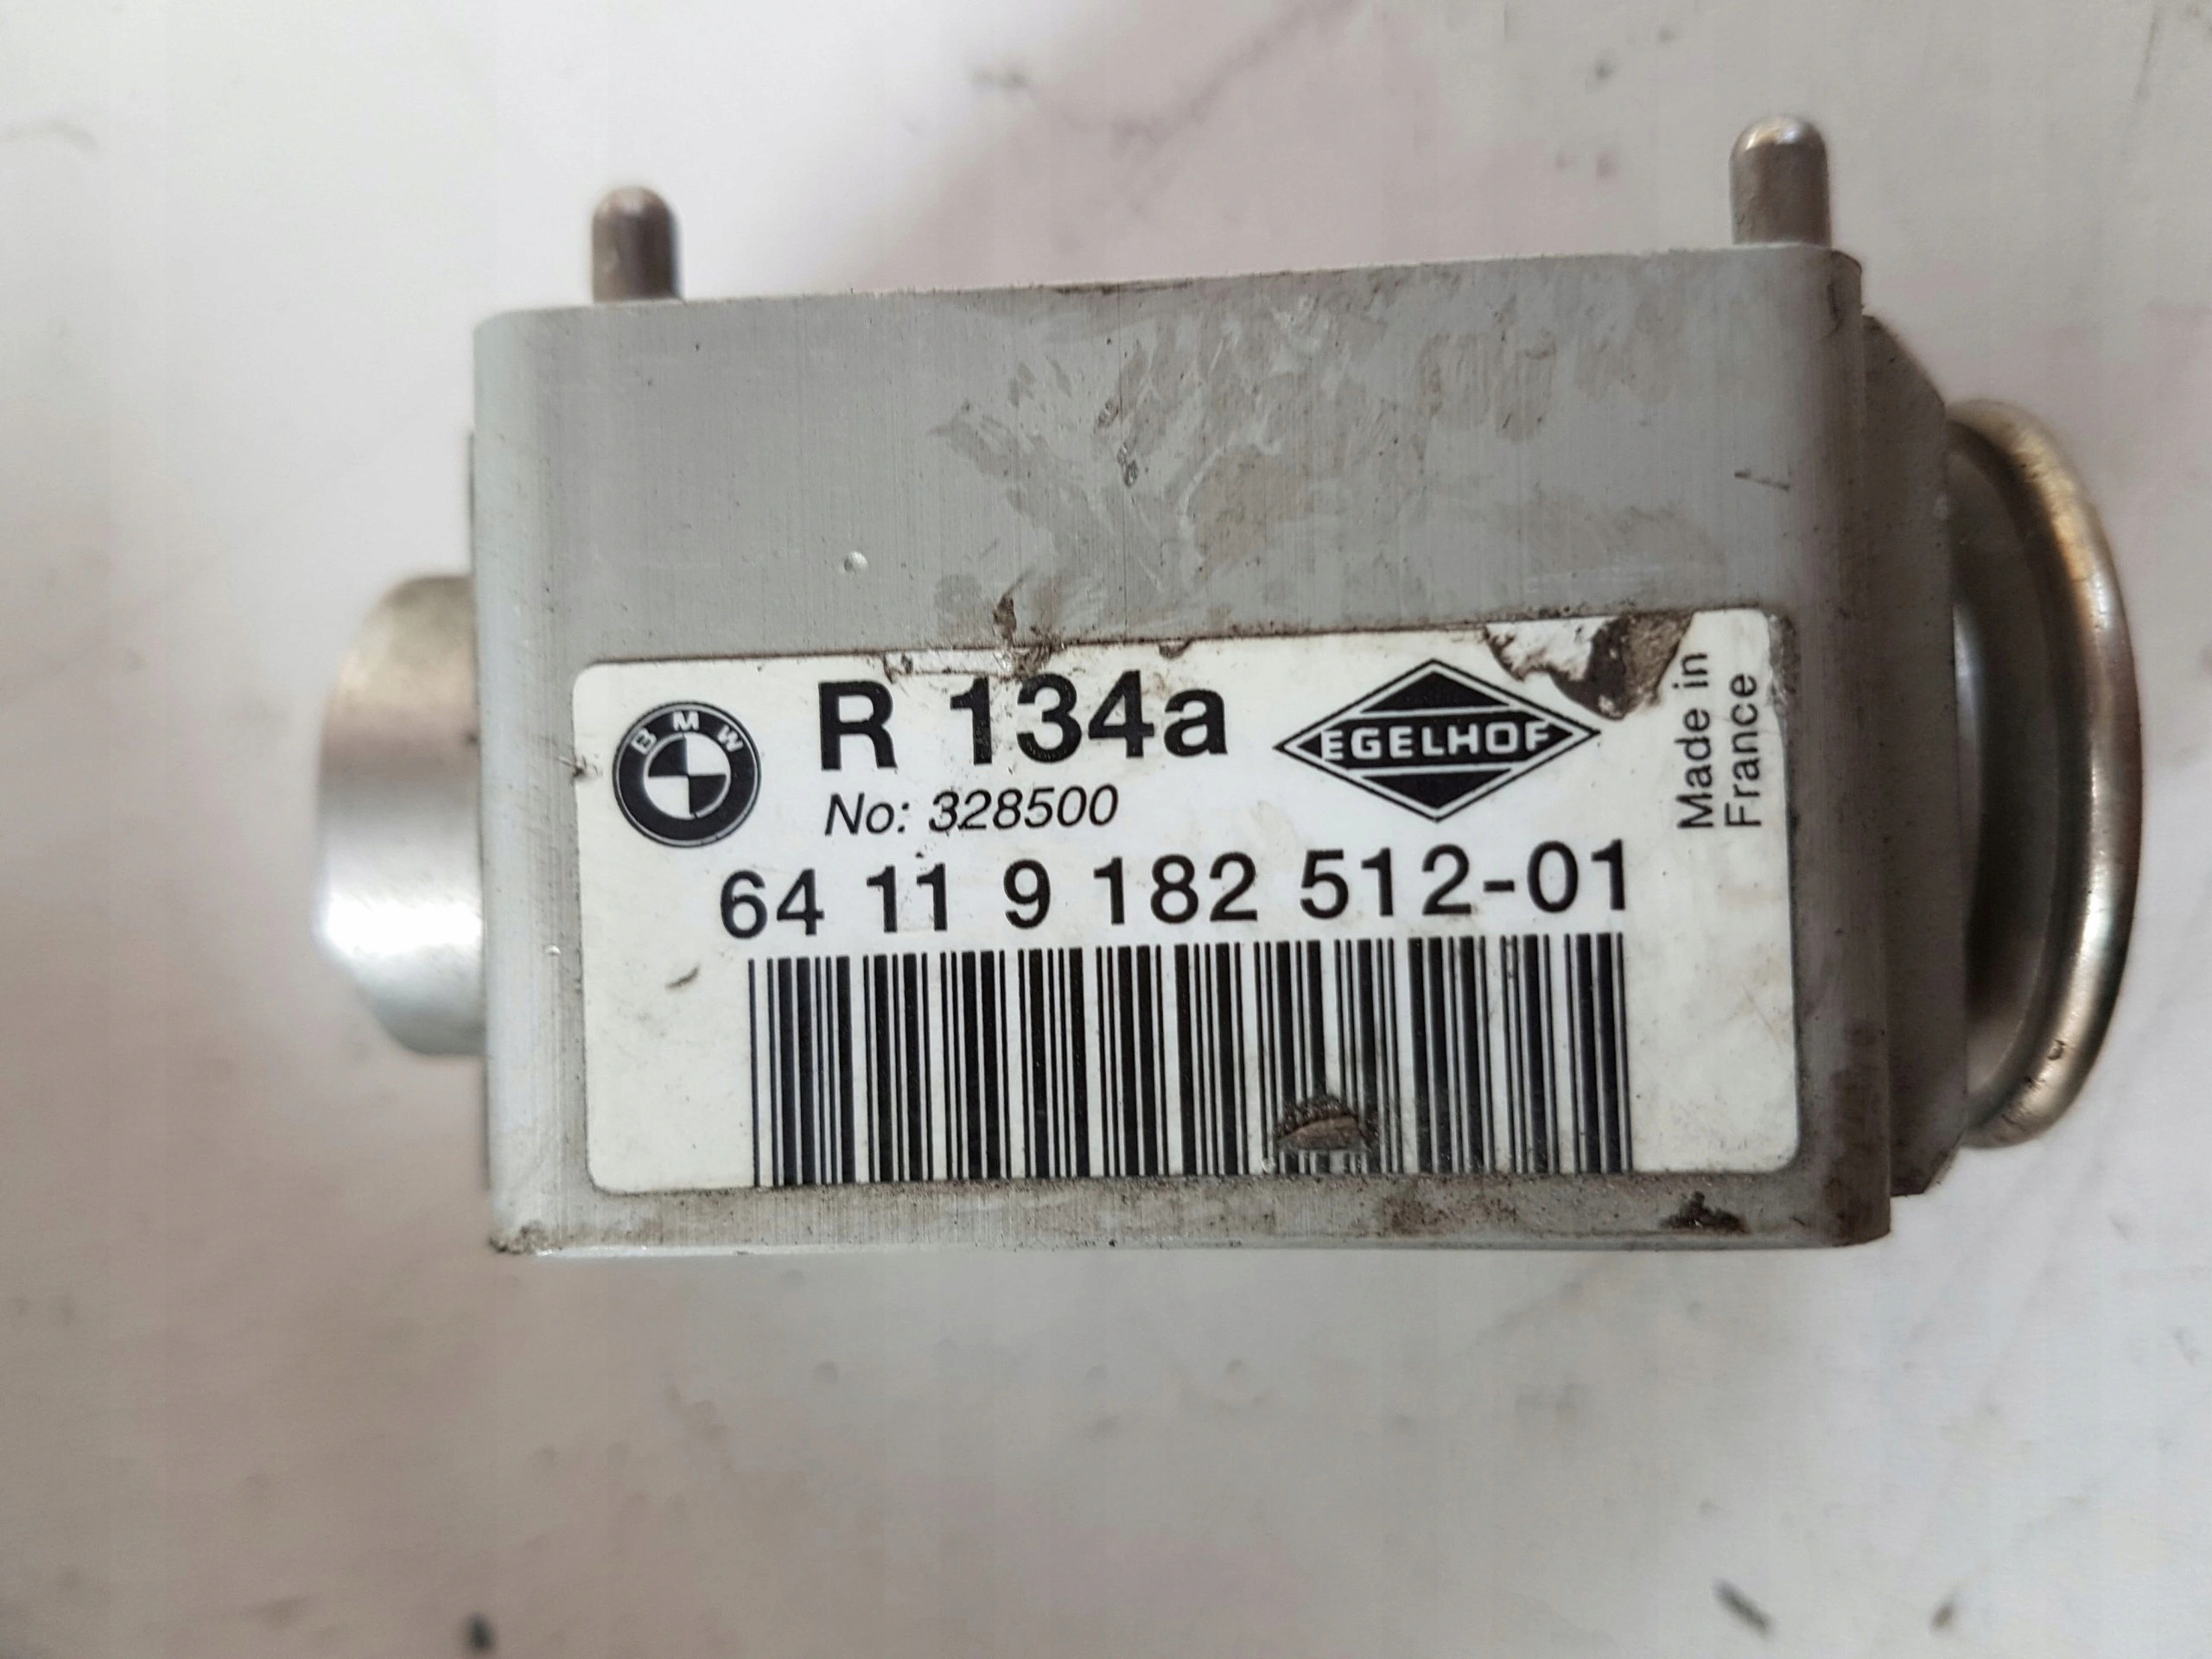 BMW
R 134a
EGELHOF
No: 328500
Made in
France
64 11 9 182 512-01